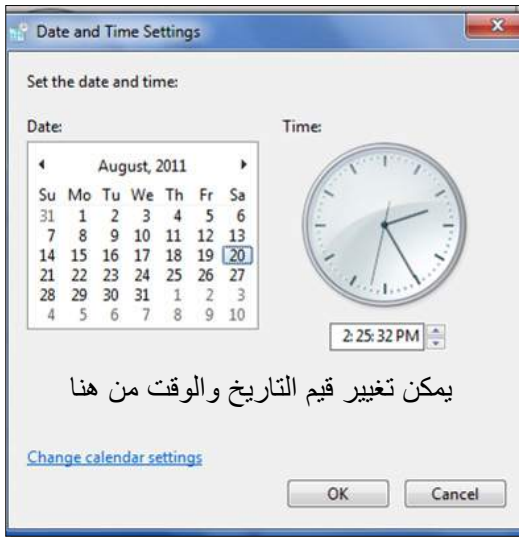 Date and Time Settings
Set the date and time:
Date:
Time:
August, 2011
Su Mo Tu We Th Fr Sa
31 1 2 3 4 5 6
7 8 9 10 11 12 13
14 15 16 17 18 19 20
21 22 23 24 25 26 27
28 29 30 31 1 2 3
4 5 6 7 8 9 10
2:25:32 PM
يمكن تغيير قيم التاريخ والوقت من هنا
Change calendar settings
OK
Cancel